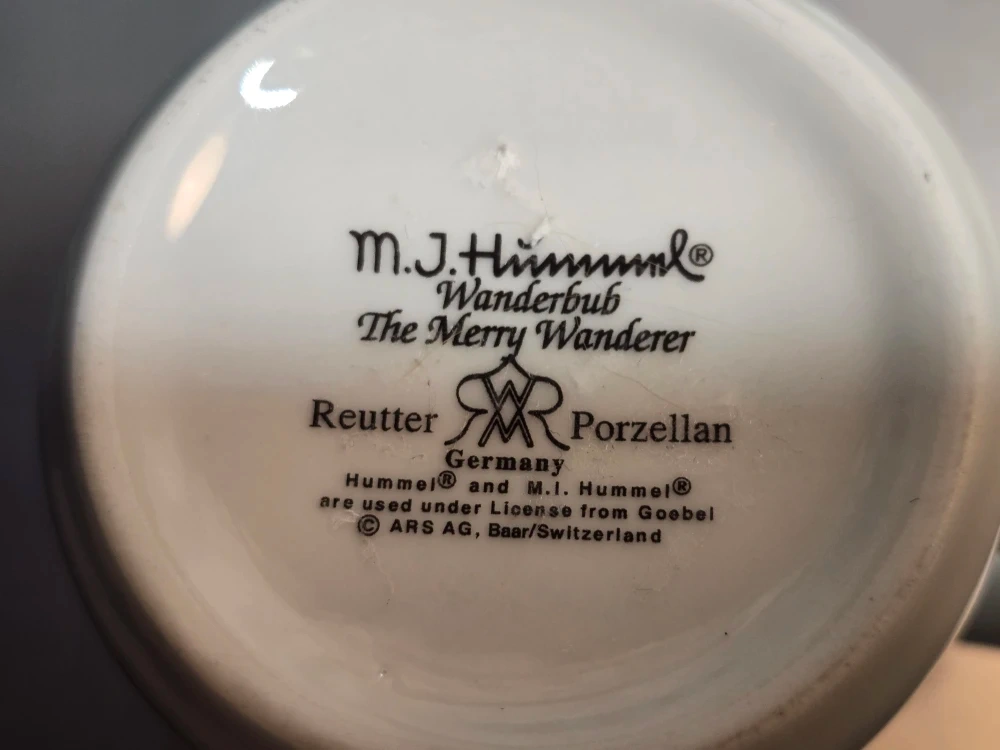 M.J.Hummel®
Wanderbub
The Merry Wanderer
Reutter Porzellan
Germany
Hummel® and M.I. Hummel®
are used under License from Goebel
© ARS AG, Baar/Switzerland